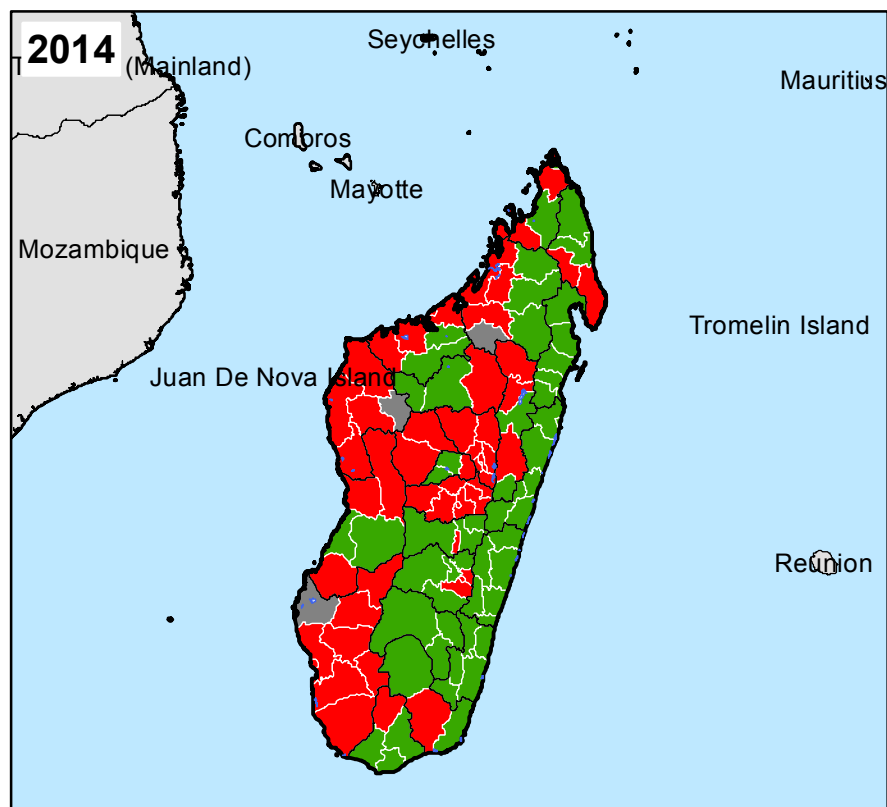 2014
Seychelles
(Mainland)
Mauritius
Comoros
Mayotte
Mozambique
Tromelin Island
Juan De Nova Island
Reunion